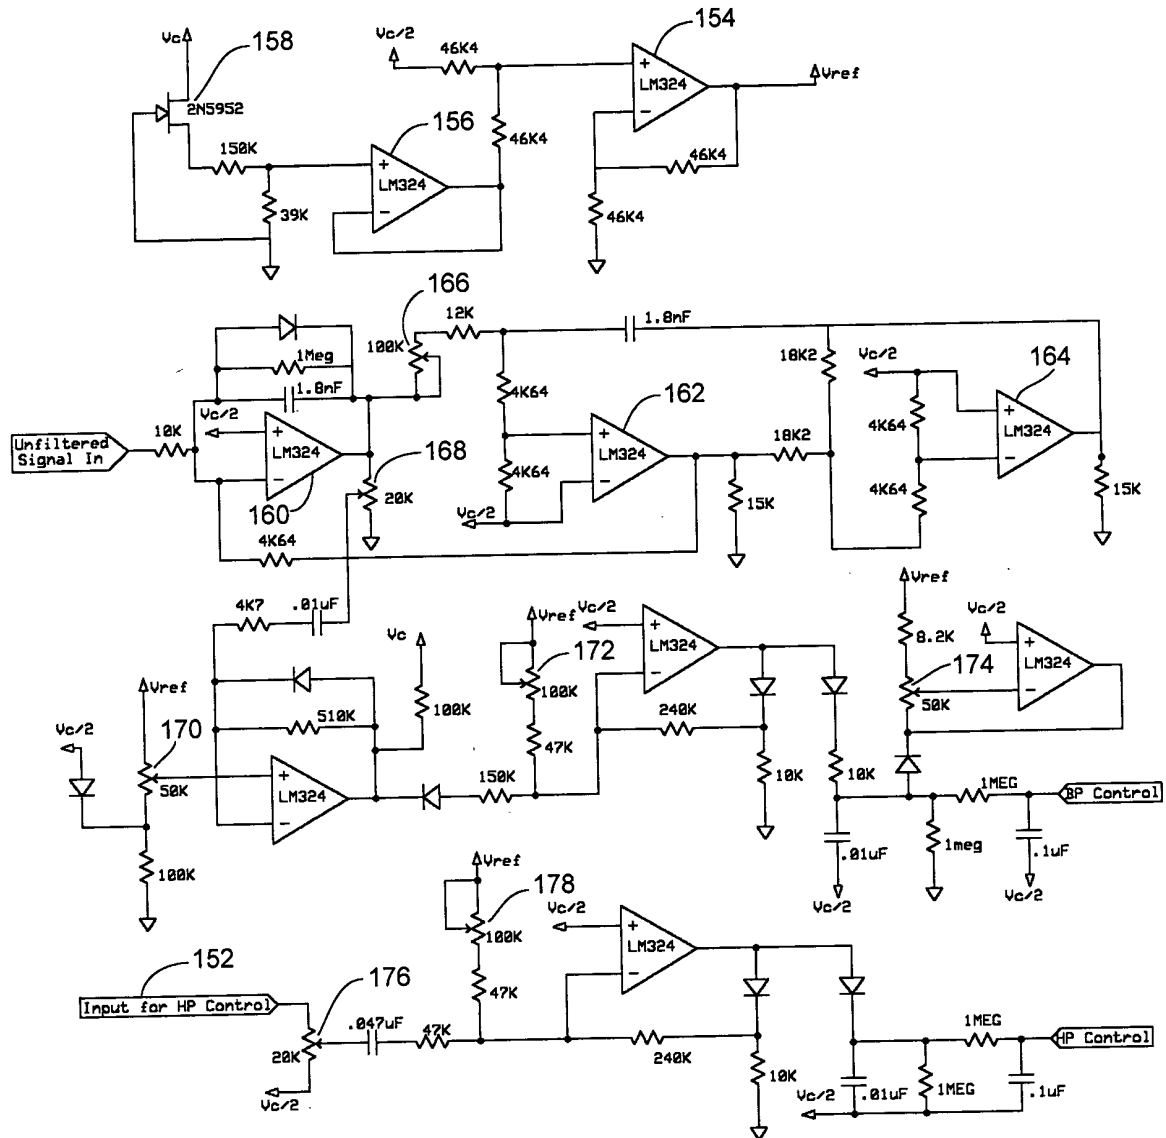 Vc
158
2N5952
150K
39K
156
LM324
Vc/2
46K4
46K4
154
LM324
Vref
46K4
46K4
166
12K
1.8nF
100K
1Meg
1.8nF
Vc/2
Unfiltered
Signal In
10K
LM324
160
168
20K
4K64
4K64
4K64
Vc/2
162
LM324
18K2
18K2
15K
Vc/2
4K64
4K64
164
LM324
15K
4K7
.01uF
Vref
Vc/2
170
50K
100K
510K
LM324
Vc
100K
150K
Vref
172
100K
47K
Vc/2
LM324
240K
10K
10K
Vref
8.2K
174
50K
Vc/2
LM324
1MEG
BP Control
.01uF
1meg
.1uF
Vc/2
Vc/2
152
Input for HP Control
176
20K
Vc/2
.047uF
47K
Vref
178
100K
47K
Vc/2
LM324
240K
10K
1MEG
HP Control
Vc/2
.01uF
1MEG
.1uF